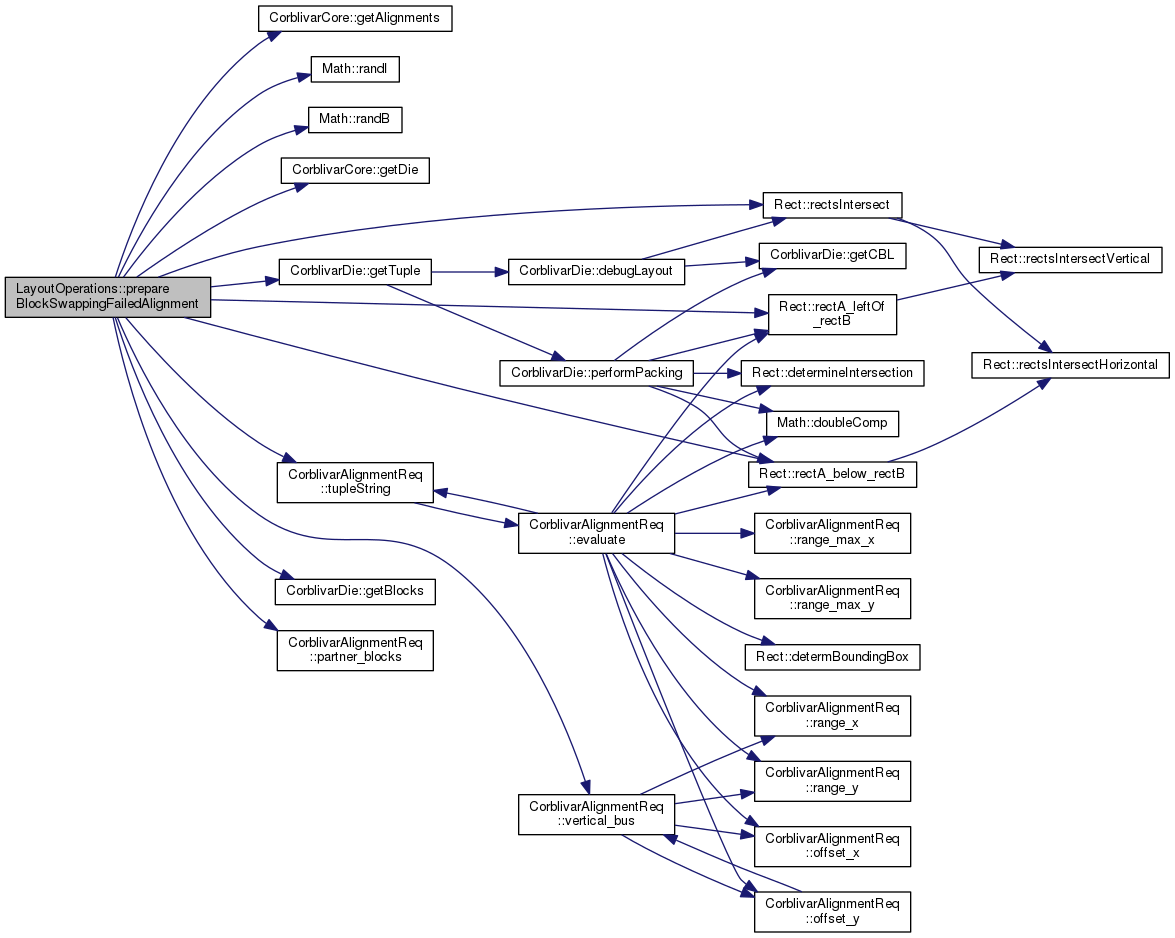 CorblivarCore::getAlignments
Math::randI
Math::randB
CorblivarCore::getDie
Rect::rectsIntersect
CorblivarDie::getCBL
Rect::rectsIntersectVertical
LayoutOperations::prepare
BlockSwappingFailedAlignment
CorblivarDie::getTuple
CorblivarDie::debugLayout
Rect::rectA_leftOf
_rectB
Rect::rectsIntersectHorizontal
CorblivarDie::performPacking
Rect::determineIntersection
Math::doubleComp
Rect::rectA_below_rectB
CorblivarAlignmentReq
::tupleString
CorblivarAlignmentReq
::evaluate
CorblivarAlignmentReq
::range_max_x
CorblivarDie::getBlocks
CorblivarAlignmentReq
::range_max_y
CorblivarAlignmentReq
::partner_blocks
Rect::determBoundingBox
CorblivarAlignmentReq
::range_x
CorblivarAlignmentReq
::range_y
CorblivarAlignmentReq
::vertical_bus
CorblivarAlignmentReq
::offset_x
CorblivarAlignmentReq
::offset_y